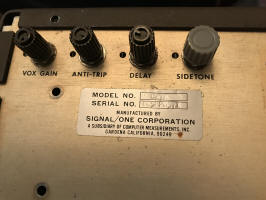 VOX GAIN ANTI-TRIP DELAY SIDETONE
MODEL NO.
SERIAL NO.
MANUFACTURED BY
SIGNAL/ONE CORPORATION
A SUBSIDIARY OF COMPUTER MEASUREMENTS, INC.
GARDENA CALIFORNIA, 90249